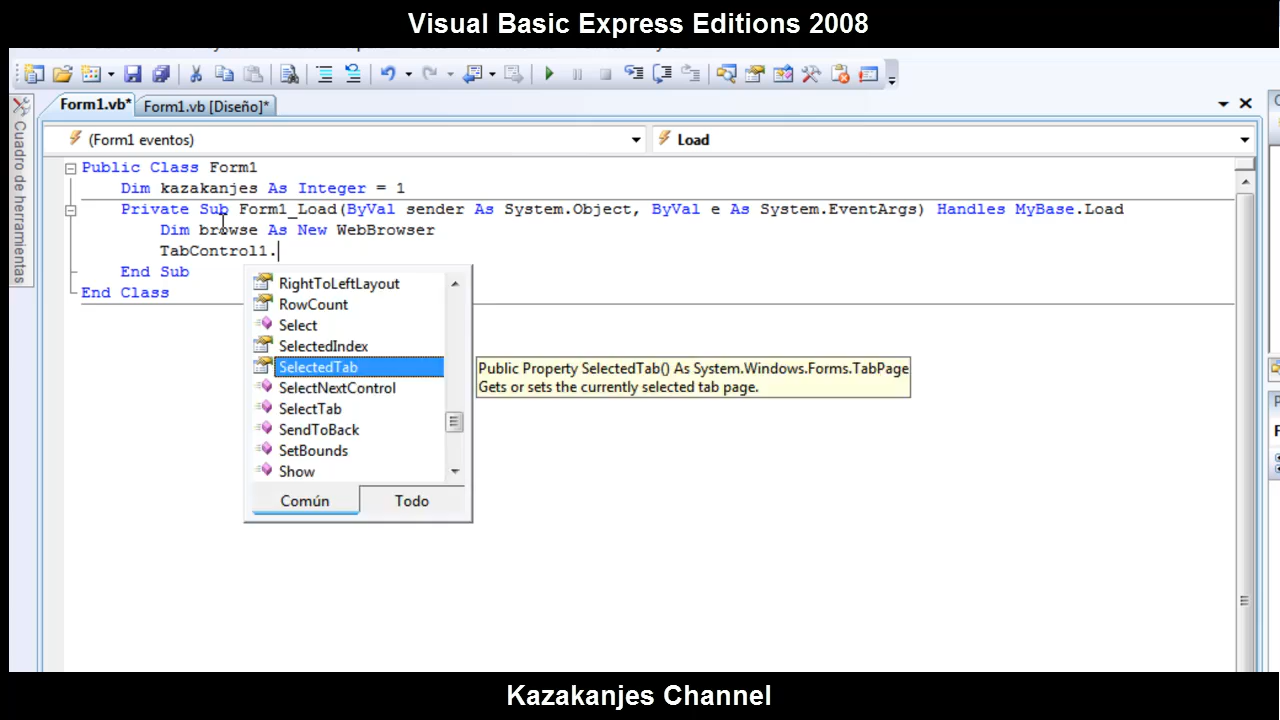 Visual Basic Express Editions 2008
Form1.vb*
Form1.vb [Diseño]*
(Form1 eventos)
Load
Cuadro de herramientas
Public Class Form1
Dim kazakanjes As Integer = 1
Private Sub Form1_Load(ByVal sender As System.Object, ByVal e As System.EventArgs) Handles MyBase.Load
Dim browse As New WebBrowser
TabControl1.
End Sub
End Class
RightToLeftLayout
RowCount
Select
SelectedIndex
SelectedTab
SelectNextControl
SelectTab
SendToBack
SetBounds
Show
Común
Todo
Public Property SelectedTab() As System.Windows.Forms.TabPage
Gets or sets the currently selected tab page.
Kazakanjes Channel